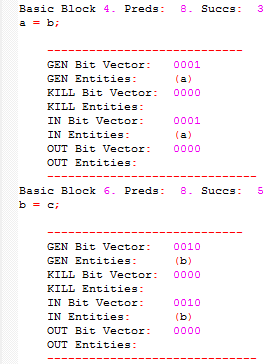 Basic Block 4. Preds: 8. Succs: 3
a = b;
------------------------------
GEN Bit Vector: 0001
GEN Entities: (a)
KILL Bit Vector: 0000
KILL Entities:
IN Bit Vector: 0001
IN Entities: (a)
OUT Bit Vector: 0000
OUT Entities:
--------------------------------
Basic Block 6. Preds: 8. Succs: 5
b = c;
------------------------------
GEN Bit Vector: 0010
GEN Entities: (b)
KILL Bit Vector: 0000
KILL Entities:
IN Bit Vector: 0010
IN Entities: (b)
OUT Bit Vector: 0000
OUT Entities:
--------------------------------